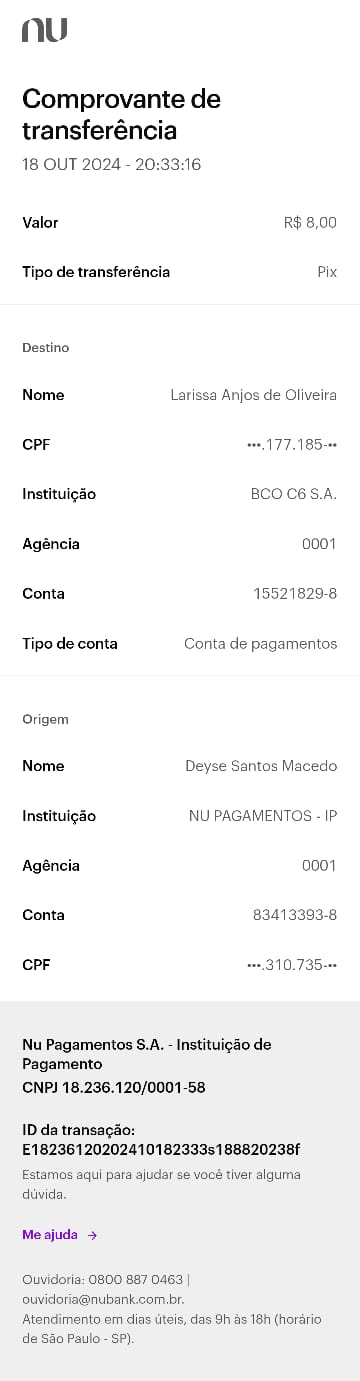 nu
Comprovante de
transferência
18 OUT 2024 - 20:33:16
Valor R$ 8,00
Tipo de transferência Pix
Destino
Nome Larissa Anjos de Oliveira
CPF •••.177.185-••
Instituição BCO C6 S.A.
Agência 0001
Conta 15521829-8
Tipo de conta Conta de pagamentos
Origem
Nome Deyse Santos Macedo
Instituição NU PAGAMENTOS - IP
Agência 0001
Conta 83413393-8
CPF •••.310.735-••
Nu Pagamentos S.A. - Instituição de
Pagamento
CNPJ 18.236.120/0001-58
ID da transação:
E18236120202410182333s188820238f
Estamos aqui para ajudar se você tiver alguma
dúvida.
Me ajuda →
Ouvidoria: 0800 887 0463 |
ouvidoria@nubank.com.br.
Atendimento em dias úteis, das 9h às 18h (horário
de São Paulo - SP).